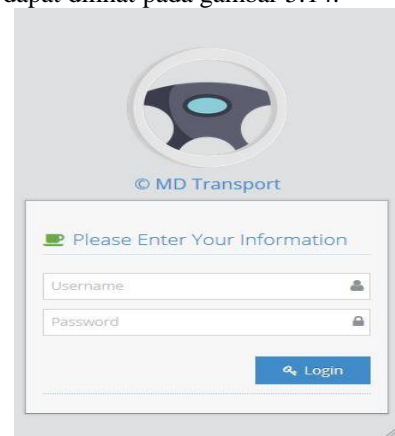 dapat dilihat pada gambar 3.14.
© MD Transport
Please Enter Your Information
Username
Password
Login